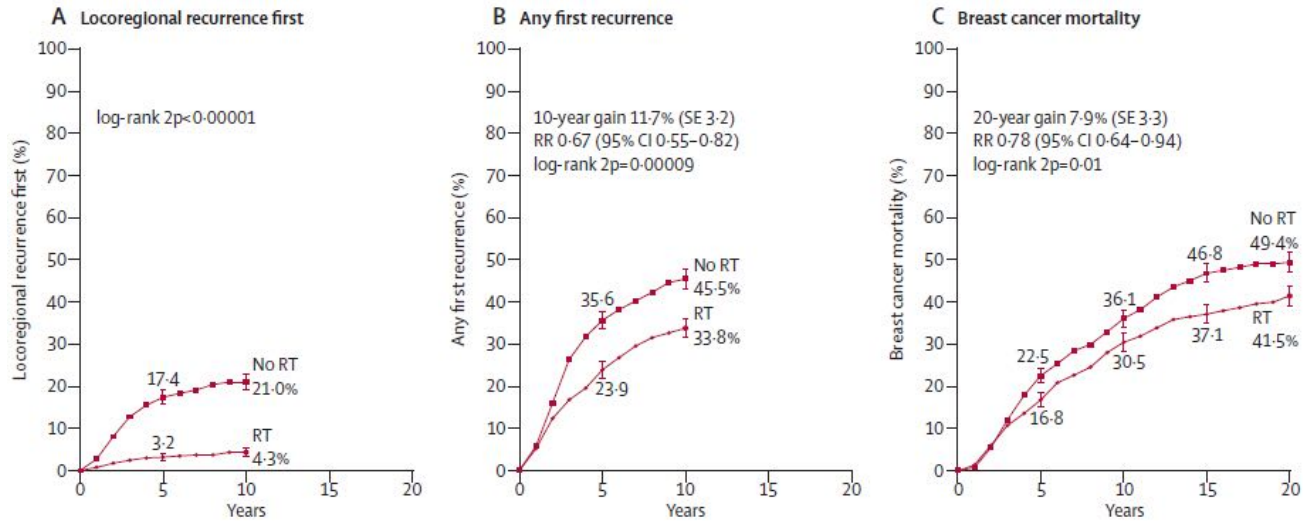 A Locoregional recurrence first
100
90
80
70
60
50
40
30
20
10
0
Locoregional recurrence first (%)
log-rank 2p<0·00001
17·4
No RT
21·0%
3·2
RT
4·3%
0
5
10
15
20
Years
B Any first recurrence
100
90
80
70
60
50
40
30
20
10
0
Any first recurrence (%)
10-year gain 11·7% (SE 3·2)
RR 0·67 (95% CI 0·55–0·82)
log-rank 2p=0·00009
35·6
No RT
45·5%
RT
33·8%
23·9
0
5
10
15
20
Years
C Breast cancer mortality
100
90
80
70
60
50
40
30
20
10
0
Breast cancer mortality (%)
20-year gain 7·9% (SE 3·3)
RR 0·78 (95% CI 0·64–0·94)
log-rank 2p=0·01
No RT
49·4%
46·8
36·1
22·5
RT
41·5%
37·1
30·5
16·8
0
5
10
15
20
Years